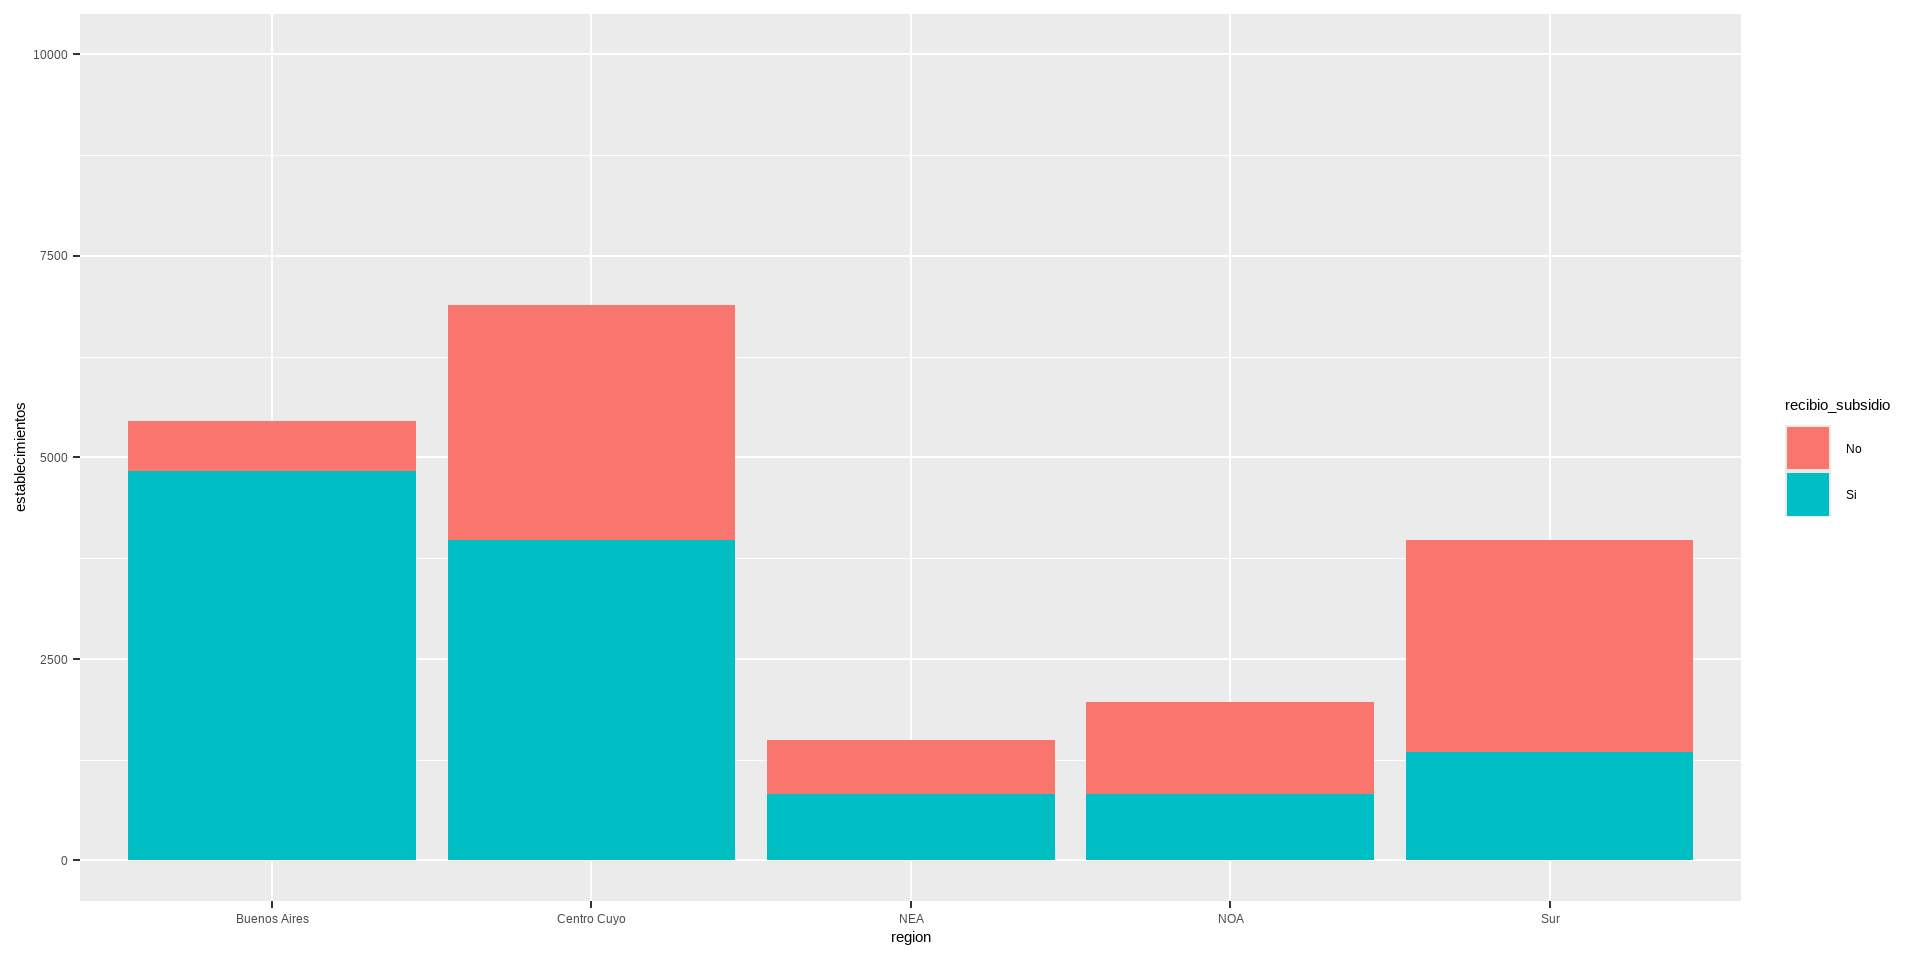 10000
7500
5000
2500
0
establecimientos
Buenos Aires
Centro Cuyo
NEA
NOA
Sur
region
recibio_subsidio
No
Si